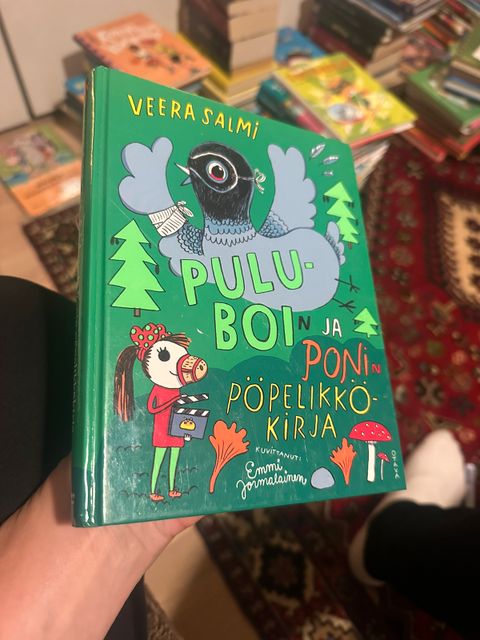 VEERA SALMI
PULU-
BOIN JA
PONIN
PÖPELIKKÖ-
KIRJA
KUVITTANUT:
Emmi
Jormalainen
OTAVA